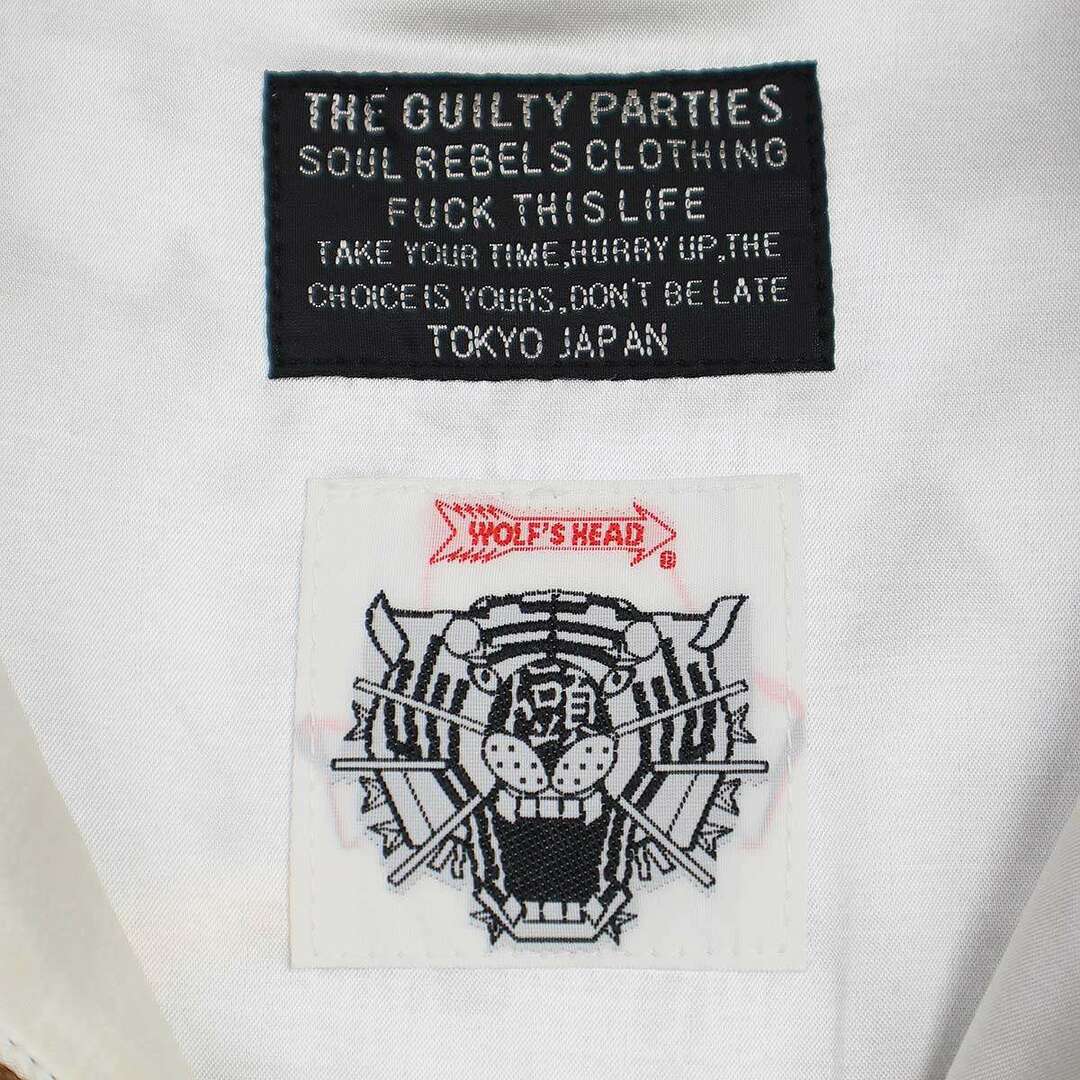 THE GUILTY PARTIES
SOUL REBELS CLOTHING
FUCK THIS LIFE
TAKE YOUR TIME,HURRY UP,THE
CHOICE IS YOURS,DON'T BE LATE
TOKYO JAPAN
WOLF'S HEAD
®